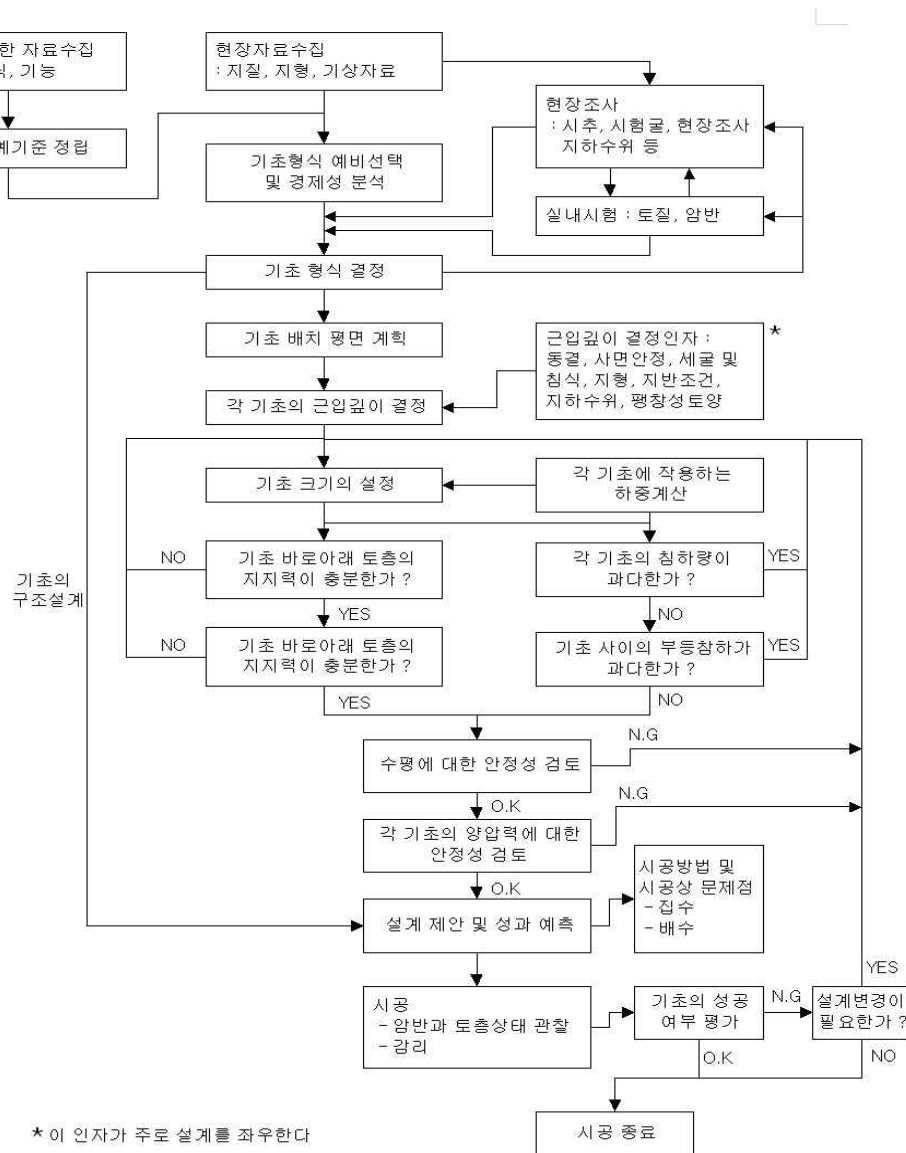 한 자료수집
, 기능
계기준 정립
현장자료수집
: 지질, 지형, 기상자료
현장조사
: 시추, 시험굴, 현장조사
지하수위 등
기초형식 예비선택
및 경제성 분석
실내시험 : 토질, 암반
기초 형식 결정
기초 배치 평면 계획
근입깊이 결정인자 :
동결, 사면안정, 세굴 및
침식, 지형, 지반조건,
지하수위, 팽창성토양
*
각 기초의 근입깊이 결정
기초 크기의 설정
각 기초에 작용하는
하중계산
기초의
구조설계
NO
기초 바로아래 토층의
지지력이 충분한가 ?
각 기초의 침하량이
과다한가 ?
YES
YES
NO
NO
기초 바로아래 토층의
지지력이 충분한가 ?
기초 사이의 부등참하가
과다한가 ?
YES
YES
NO
수평에 대한 안정성 검토
N.G
O.K
각 기초의 양압력에 대한
안정성 검토
N.G
O.K
설계 제안 및 성과 예측
시공방법 및
시공상 문제점
- 집수
- 배수
시공
- 암반과 토층상태 관찰
- 감리
기초의 성공
여부 평가
N.G
설계변경이
필요한가 ?
YES
O.K
NO
시공 종료
* 이 인자가 주로 설계를 좌우한다